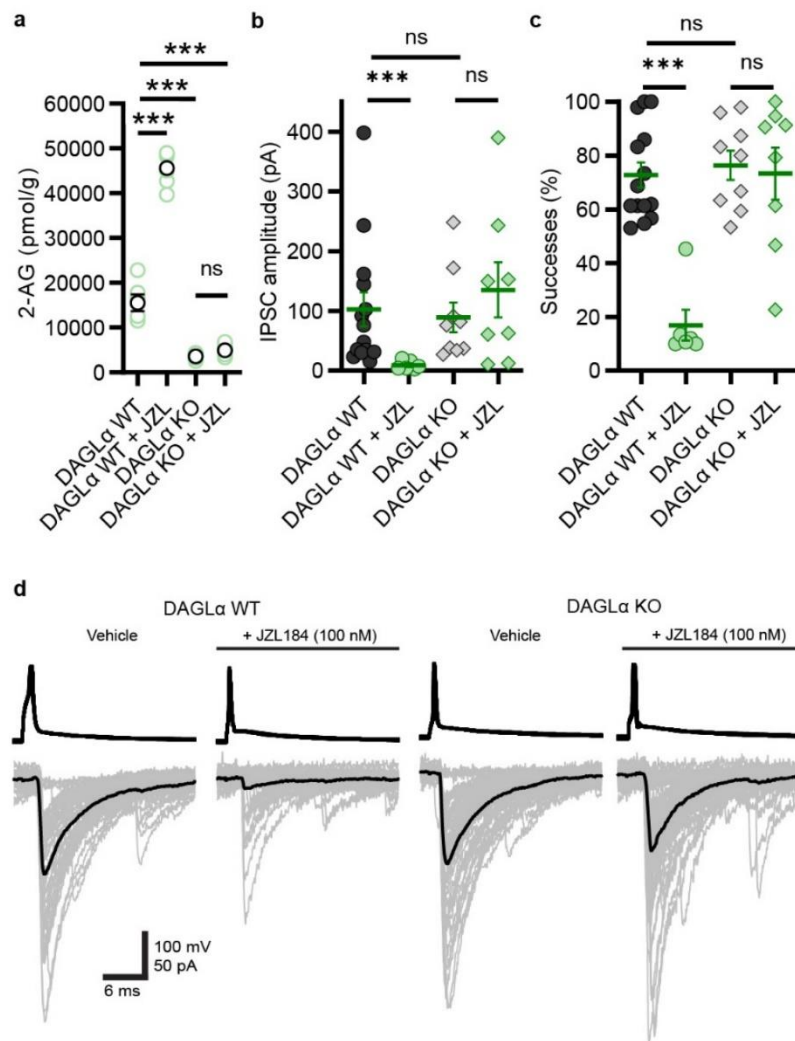 a
***
***
***
ns
2-AG (pmol/g)
60000
50000
40000
30000
20000
10000
0
DAGLα WT
DAGLα WT + JZL
DAGLα KO
DAGLα KO + JZL
b
ns
***
ns
IPSC amplitude (pA)
400
300
200
100
0
DAGLα WT
DAGLα WT + JZL
DAGLα KO
DAGLα KO + JZL
c
ns
***
ns
Successes (%)
100
80
60
40
20
0
DAGLα WT
DAGLα WT + JZL
DAGLα KO
DAGLα KO + JZL
d
DAGLα WT
DAGLα KO
Vehicle
+ JZL184 (100 nM)
Vehicle
+ JZL184 (100 nM)
100 mV
50 pA
6 ms